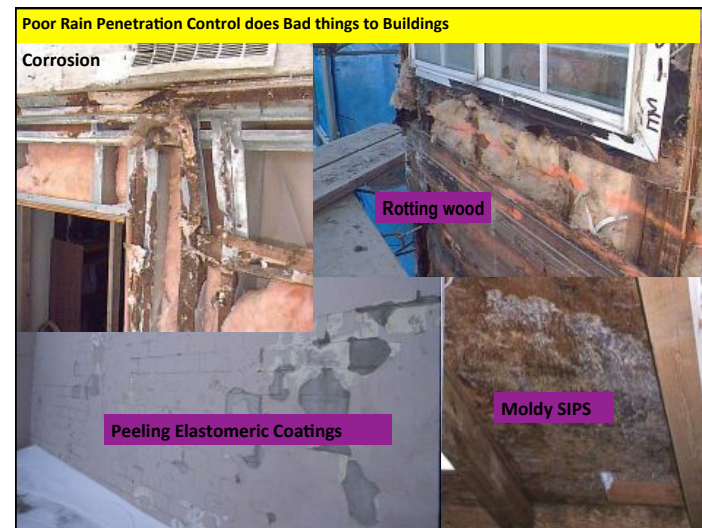 Poor Rain Penetration Control does Bad things to Buildings
Corrosion
Rotting wood
Peeling Elastomeric Coatings
Moldy SIPS